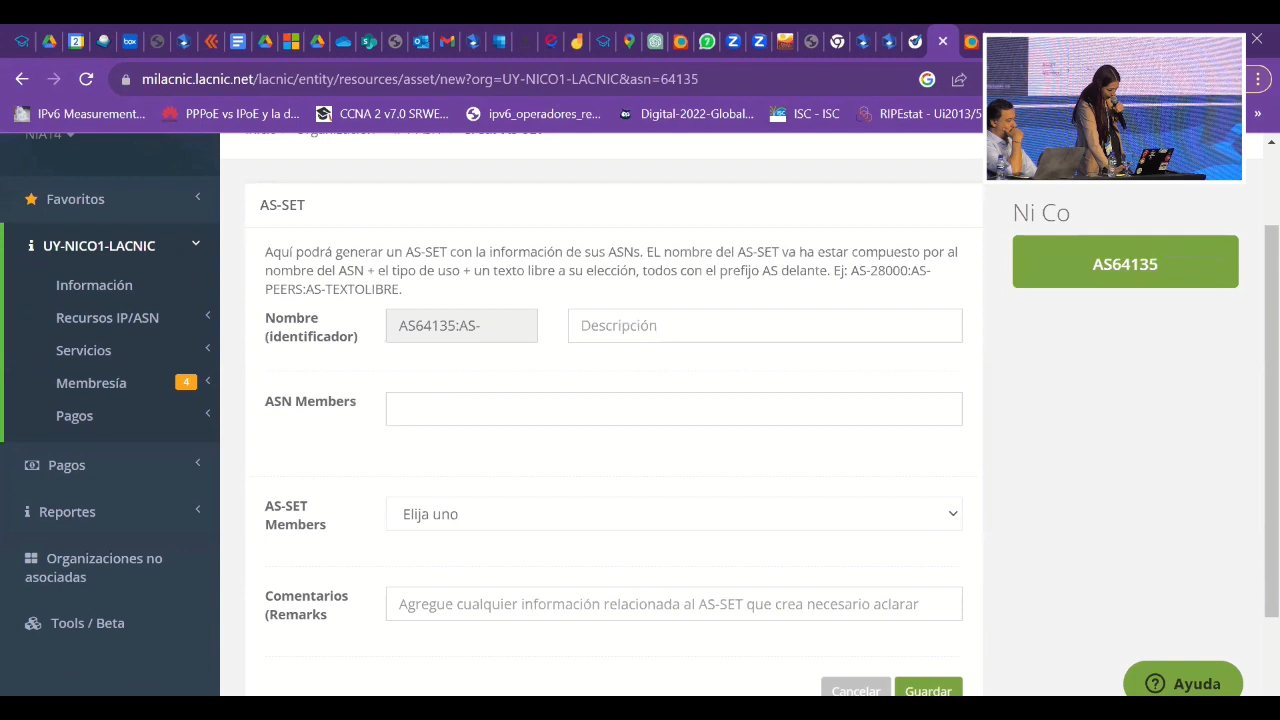 milacnic.lacnic.net/lacnic/entity/resources/asset/new?org=UY-NICO1-LACNIC&asn=64135
IPv6 Measurement...
PPPoE vs IPoE y la d...
CCNA 2 v7.0 SRWE...
Digital-2022-Global...
ISC - ISC
RIPEstat - Ui2013/5
»
Favoritos
UY-NICO1-LACNIC
Información
Recursos IP/ASN
Servicios
Membresía
4
Pagos
Pagos
Reportes
Organizaciones no
asociadas
Tools / Beta
AS-SET
Aquí podrá generar un AS-SET con la información de sus ASNs. EL nombre del AS-SET va ha estar compuesto por al
nombre del ASN + el tipo de uso + un texto libre a su elección, todos con el prefijo AS delante. Ej: AS-28000:AS-
PEERS:AS-TEXTOLIBRE.
Nombre
(identificador)
AS64135:AS-
Descripción
ASN Members
AS-SET
Members
Elija uno
Comentarios
(Remarks
Agregue cualquier información relacionada al AS-SET que crea necesario aclarar
Cancelar
Guardar
Ni Co
AS64135
Ayuda